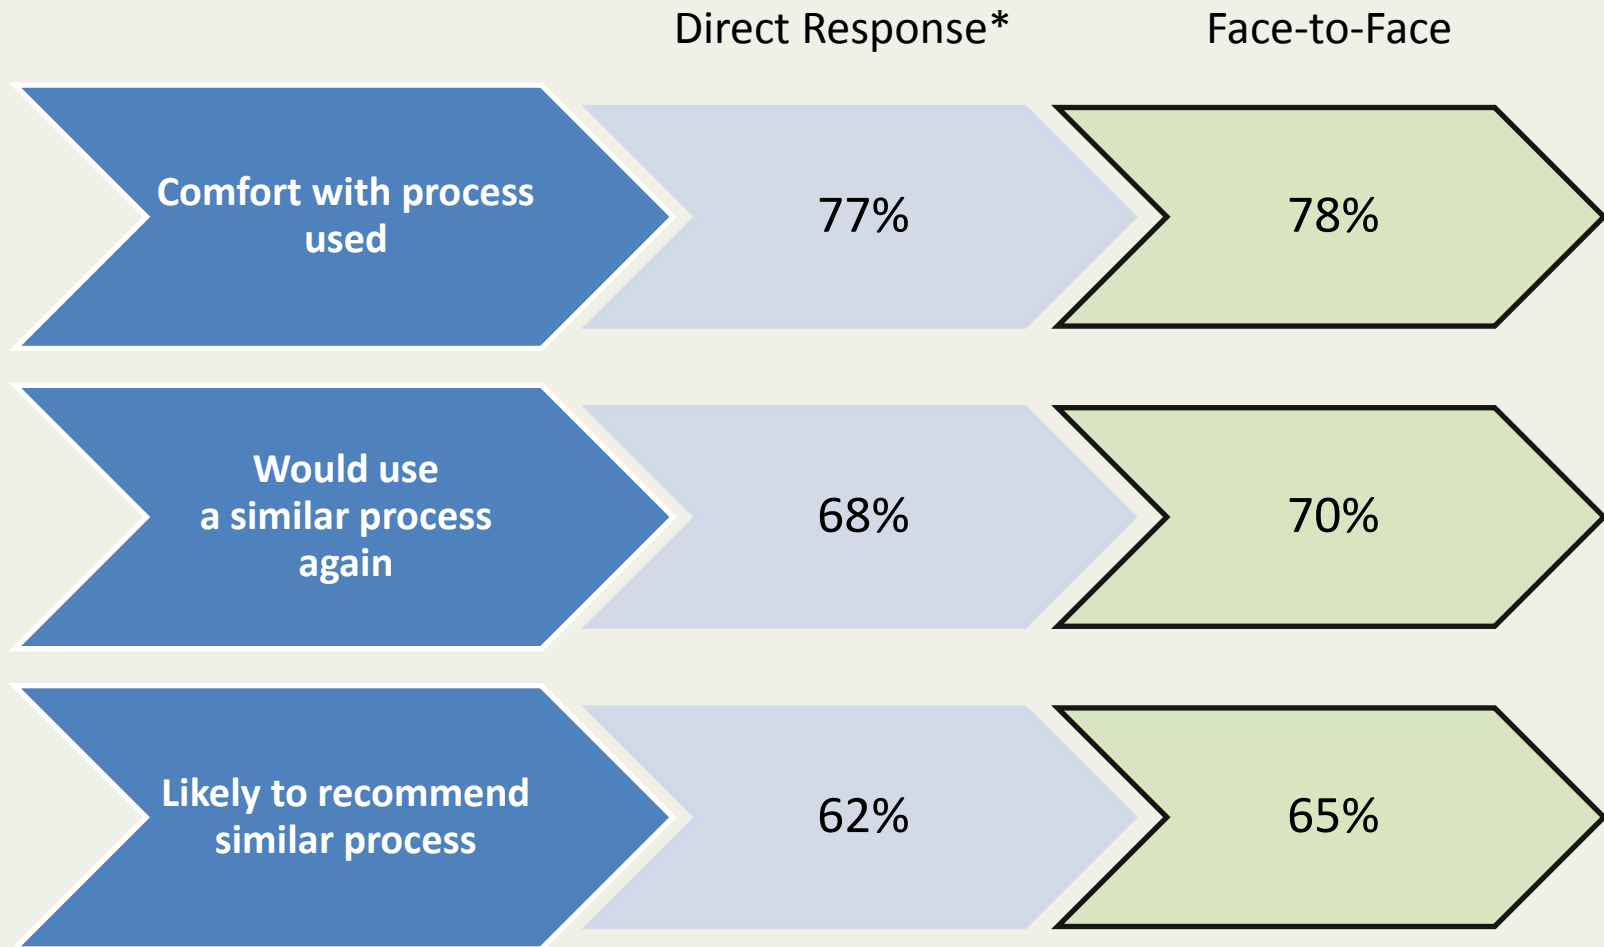 Direct Response* Face-to-Face
Comfort with process
used
77%
78%
Would use
a similar process
again
68%
70%
Likely to recommend
similar process
62%
65%